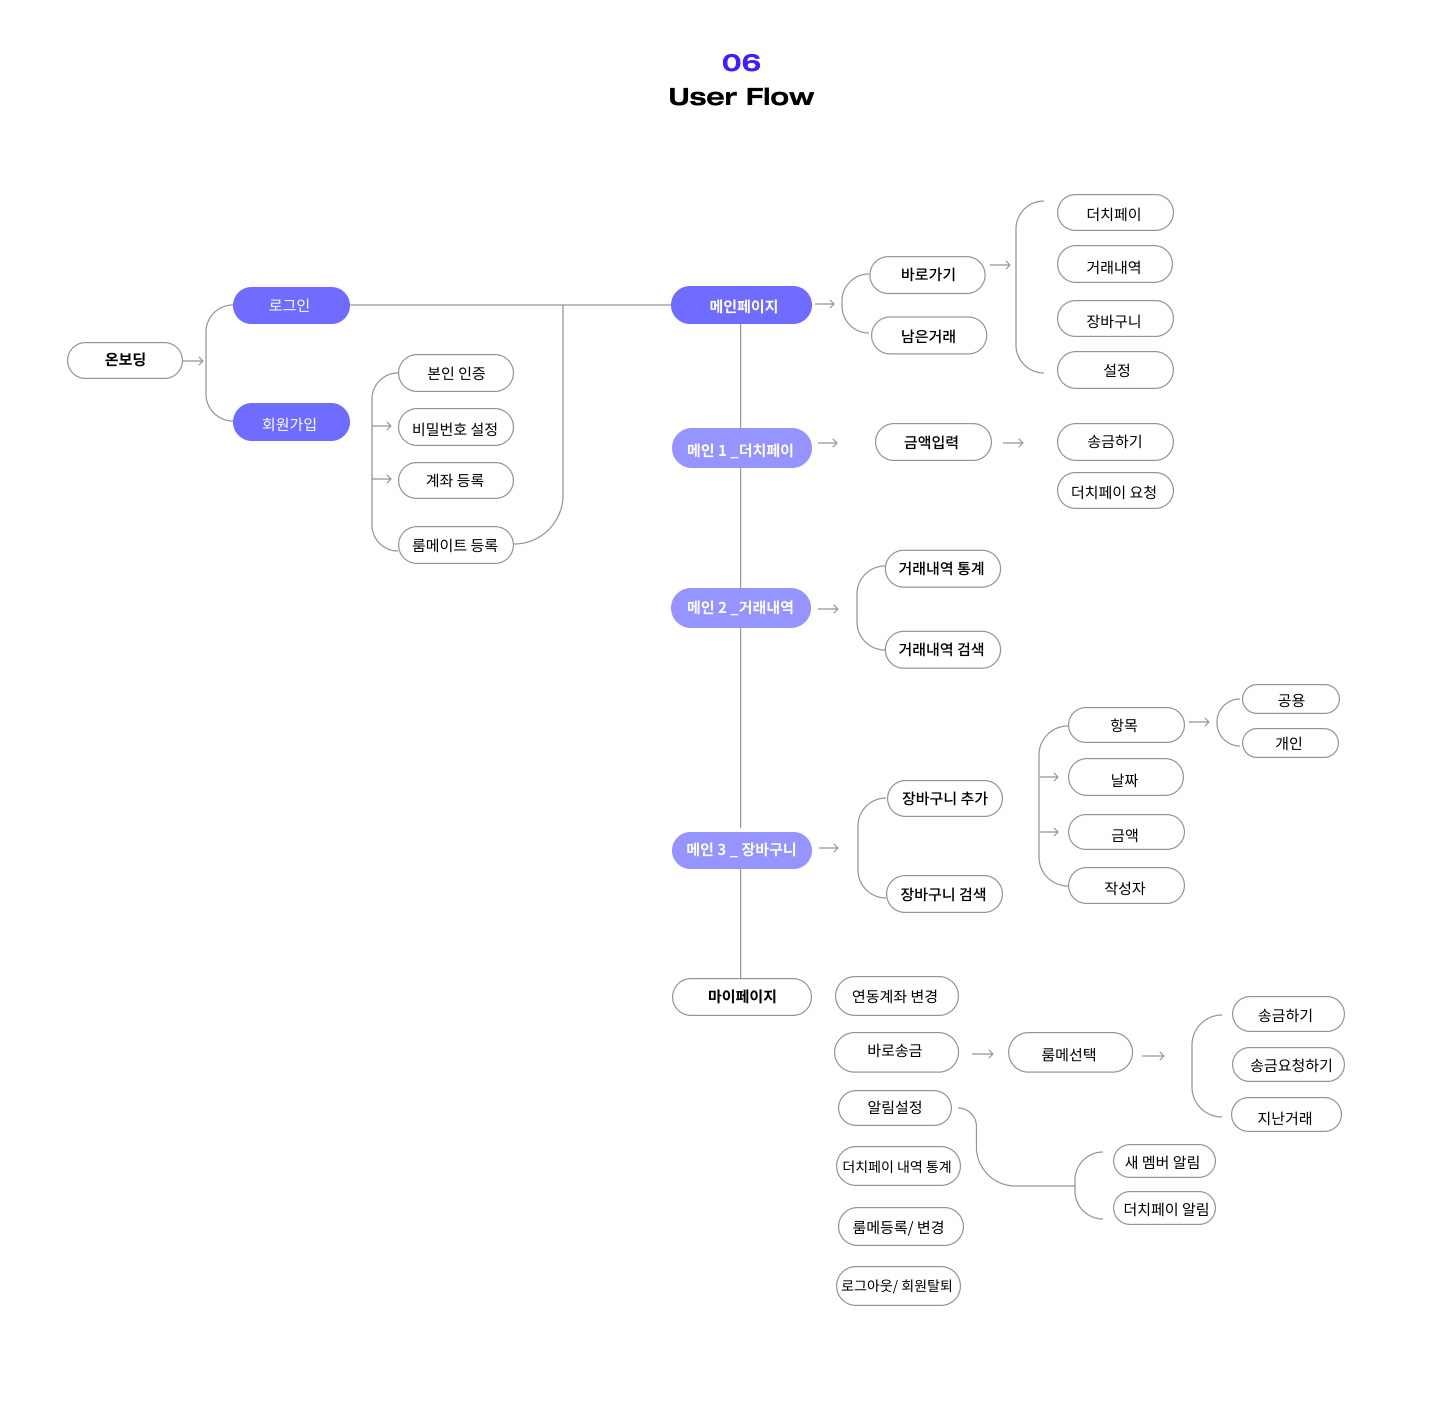 06
User Flow
온보딩
로그인
회원가입
본인 인증
비밀번호 설정
계좌 등록
룸메이트 등록
메인페이지
바로가기
남은거래
더치페이
거래내역
장바구니
설정
메인 1 _더치페이
금액입력
송금하기
더치페이 요청
메인 2 _거래내역
거래내역 통계
거래내역 검색
메인 3 _ 장바구니
장바구니 추가
장바구니 검색
항목
날짜
금액
작성자
공용
개인
마이페이지
연동계좌 변경
바로송금
룸메선택
송금하기
송금요청하기
지난거래
알림설정
새 멤버 알림
더치페이 알림
더치페이 내역 통계
룸메등록/ 변경
로그아웃/ 회원탈퇴